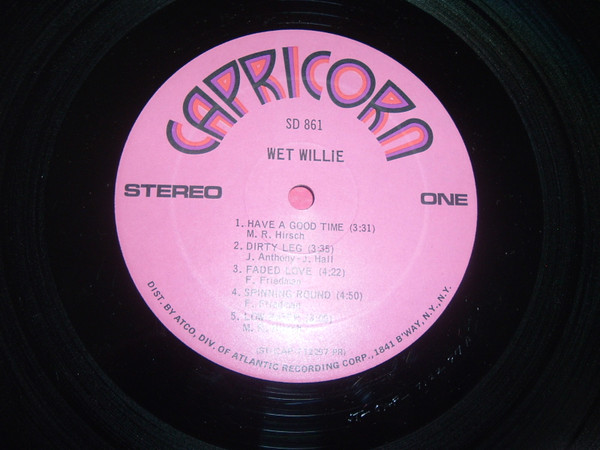 CAPRICORN
SD 861
WET WILLIE
STEREO
ONE
1. HAVE A GOOD TIME (3:31)
M. R. Hirsch
2. DIRTY LEG (3:35)
J. Anthony-J. Hall
3. FADED LOVE (4:22)
F. Friedman
4. SPINNING ROUND (4:50)
F.
5.
M.
DIST. BY ATCO, DIV. OF ATLANTIC RECORDING CORP., 1841 B'WAY, N.Y., N.Y.